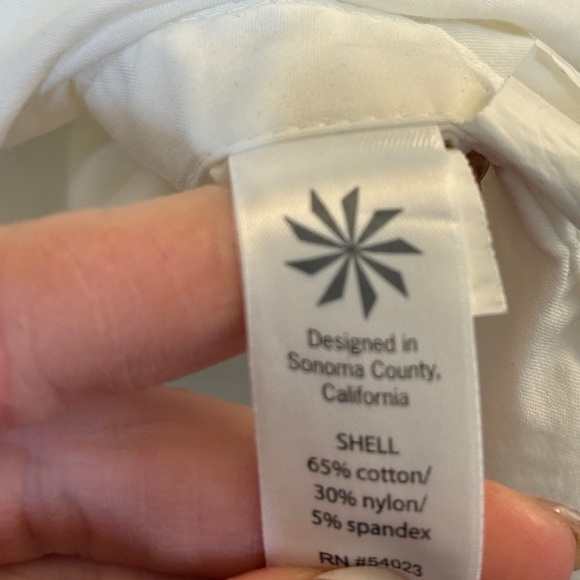 Designed in
Sonoma County,
California
SHELL
65% cotton/
30% nylon/
5% spandex
RN #54023